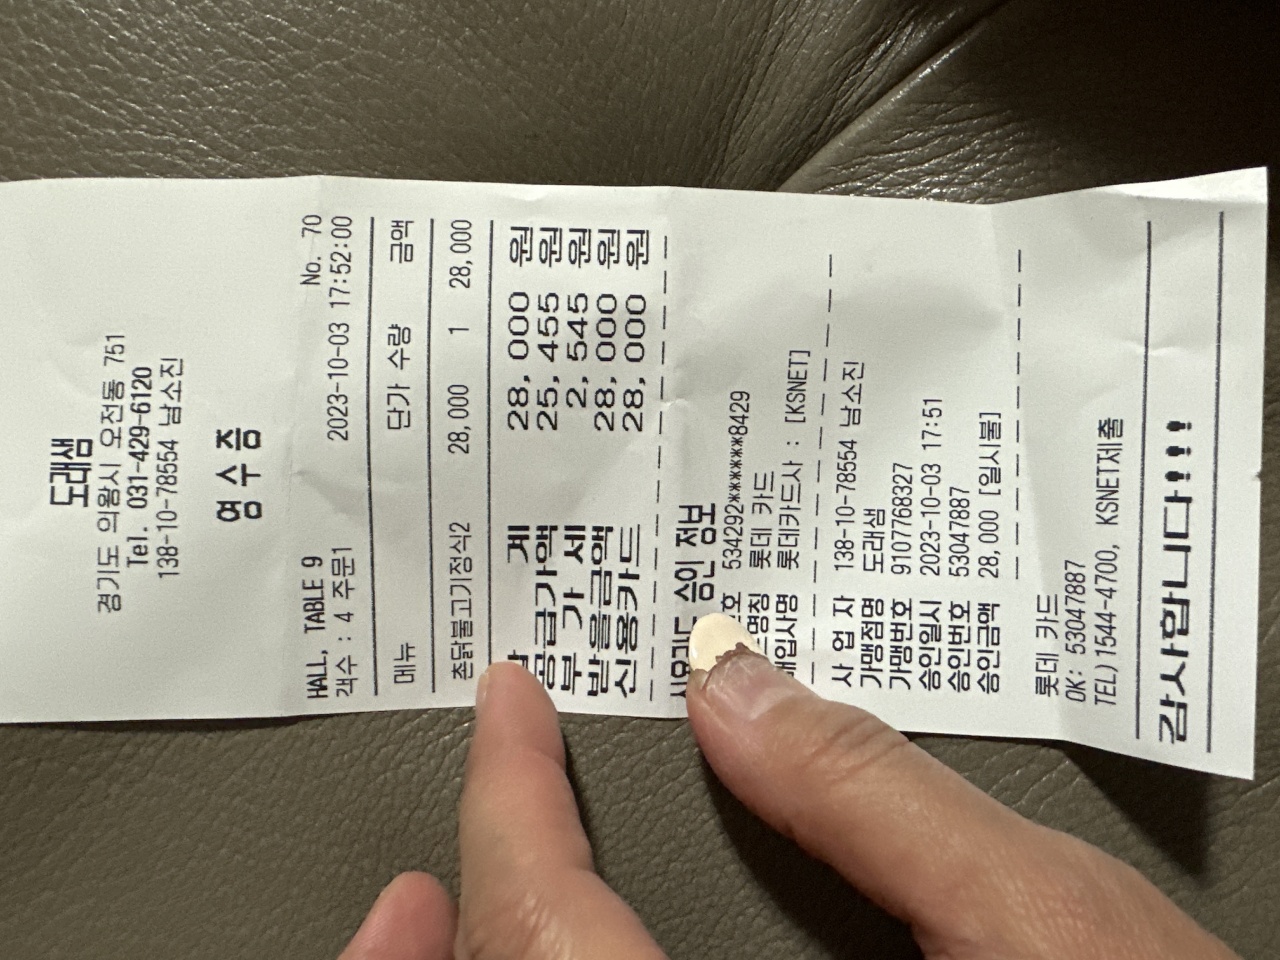 도래샘
경기도 의왕시 오전동 751
Tel. 031-429-6120
138-10-78554 남소진
영 수 증
HALL, TABLE 9 No. 70
객수 : 4 주문1 2023-10-03 17:52:00
메뉴 단가 수량 금액
촌닭불고기정식2 28,000 1 28,000
계 28,000 원
공급가액 25,455 원
부 가 세 2,545 원
받을금액 28,000 원
신용카드 28,000 원
승인 정보
534292******8429
롯데 카드
매입사명 롯데카드사 : [KSNET]
사 업 자 138-10-78554 남소진
가맹점명 도래샘
가맹번호 9107768327
승인일시 2023-10-03 17:51
승인번호 53047887
승인금액 28,000 [일시불]
롯데 카드
OK: 53047887
TEL)1544-4700, KSNET제출
감사합니다!!!